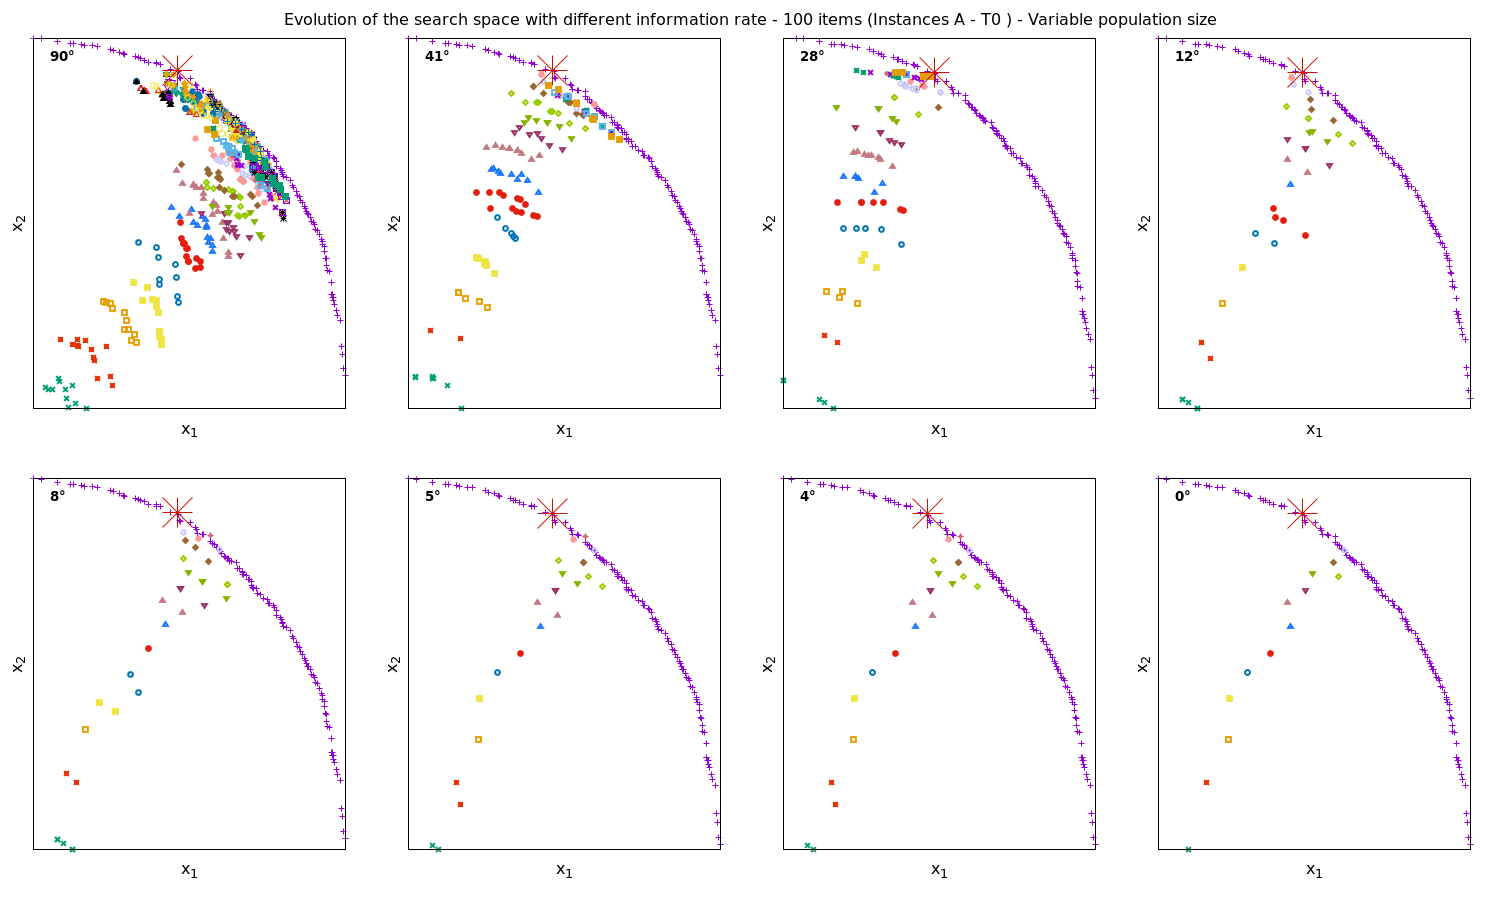 Evolution of the search space with different information rate - 100 items (Instances A - T0 ) - Variable population size
90°
41°
28°
12°
x2
x2
x2
x2
x1
x1
x1
x1
8°
5°
4°
0°
x2
x2
x2
x2
x1
x1
x1
x1